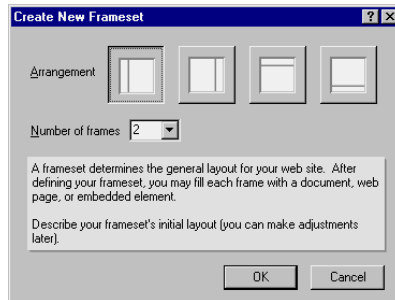 Create New Frameset
Arrangement
Number of frames 2
A frameset determines the general layout for your web site. After
defining your frameset, you may fill each frame with a document, web
page, or embedded element.
Describe your frameset's initial layout (you can make adjustments
later).
OK Cancel